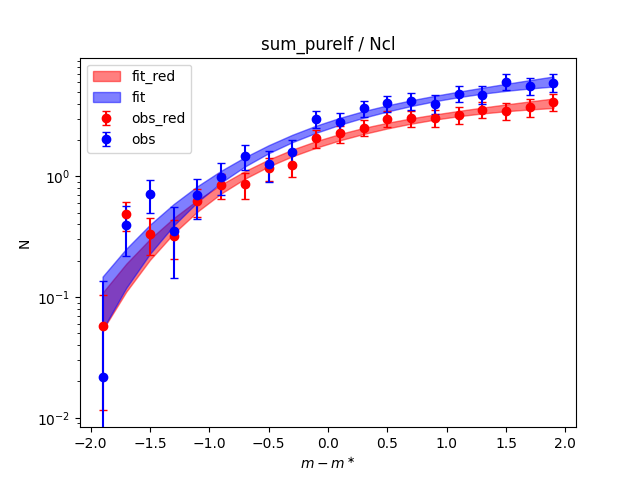 sum_purelf / Ncl
fit_red
fit
obs_red
obs
N
10⁰
10⁻¹
10⁻²
−2.0 −1.5 −1.0 −0.5 0.0 0.5 1.0 1.5 2.0
m − m *